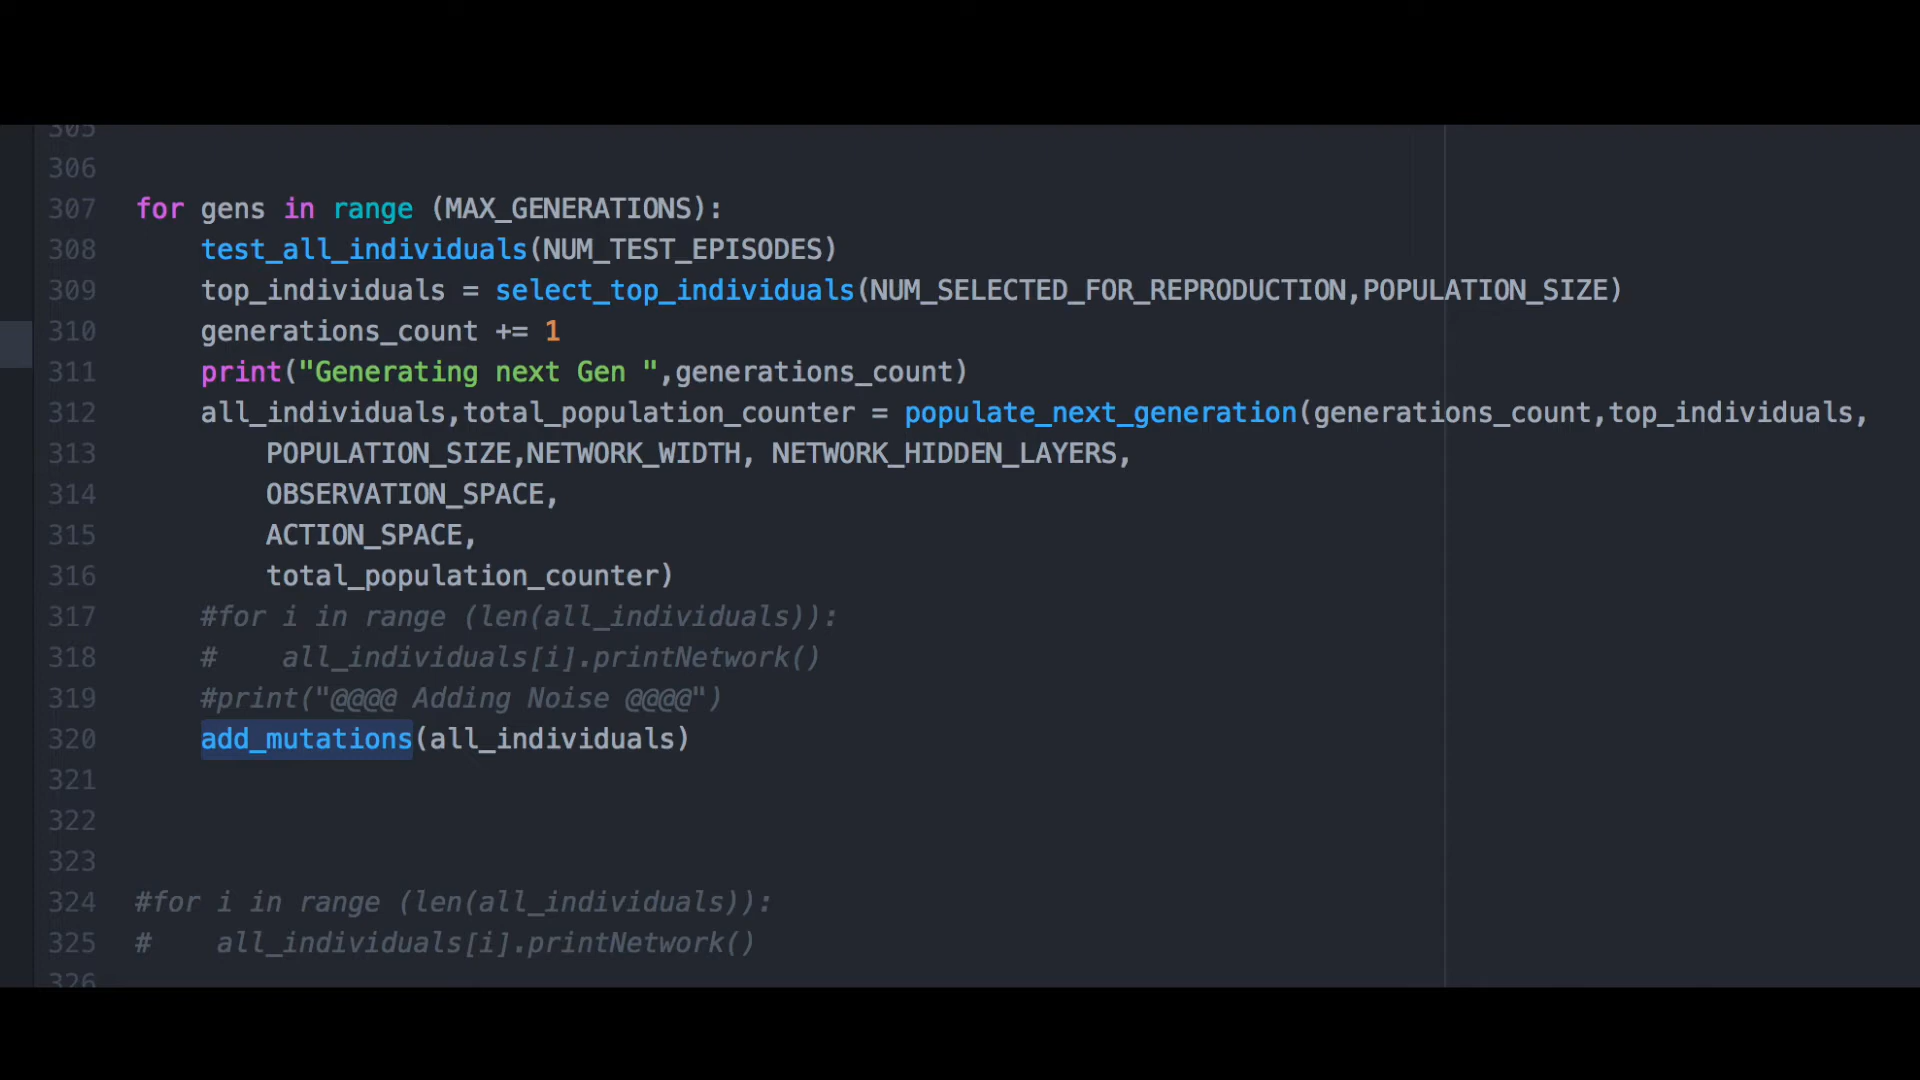 305
306
307 for gens in range (MAX_GENERATIONS):
308 test_all_individuals(NUM_TEST_EPISODES)
309 top_individuals = select_top_individuals(NUM_SELECTED_FOR_REPRODUCTION,POPULATION_SIZE)
310 generations_count += 1
311 print("Generating next Gen ",generations_count)
312 all_individuals,total_population_counter = populate_next_generation(generations_count,top_individuals,
313 POPULATION_SIZE,NETWORK_WIDTH, NETWORK_HIDDEN_LAYERS,
314 OBSERVATION_SPACE,
315 ACTION_SPACE,
316 total_population_counter)
317 #for i in range (len(all_individuals)):
318 #    all_individuals[i].printNetwork()
319 #print("@@@@ Adding Noise @@@@")
320 add_mutations(all_individuals)
321
322
323
324 #for i in range (len(all_individuals)):
325 #    all_individuals[i].printNetwork()
326